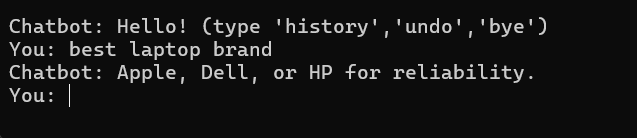 Chatbot: Hello! (type 'history','undo','bye')
You: best laptop brand
Chatbot: Apple, Dell, or HP for reliability.
You: